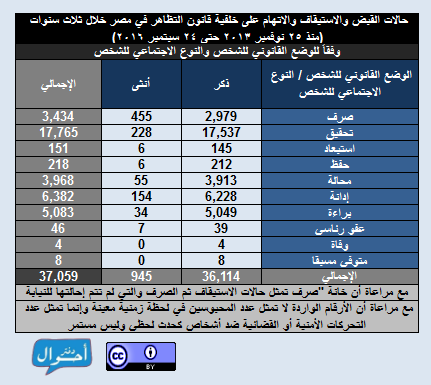 حالات القبض والاستيقاف والاتهام على خلفية قانون التظاهر في مصر خلال ثلاث سنوات
(منذ ٢٥ نوفمبر ٢٠١٣ حتى ٢٤ سبتمبر ٢٠١٦)
وفقاً للوضع القانوني للشخص والنوع الاجتماعي للشخص
الوضع القانوني للشخص / النوع الاجتماعي للشخص ذكر أنثى الإجمالي
صرف 2,979 455 3,434
تحقيق 17,537 228 17,765
استبعاد 145 6 151
حفظ 212 6 218
محالة 3,913 55 3,968
إدانة 6,228 154 6,382
براءة 5,049 34 5,083
عفو رئاسي 39 7 46
وفاة 4 0 4
متوفى مسبقا 8 0 8
الإجمالي 36,114 945 37,059
مع مراعاة أن خانة "صرف تمثل حالات الاستيقاف ثم الصرف والتي لم تتم إحالتها للنيابة
مع مراعاة أن الأرقام الواردة لا تمثل عدد المحبوسين في لحظة زمنية معينة وإنما تمثل عدد
التحركات الأمنية أو القضائية ضد أشخاص كحدث لحظي وليس مستمر
دفتر أحوال
cc BY